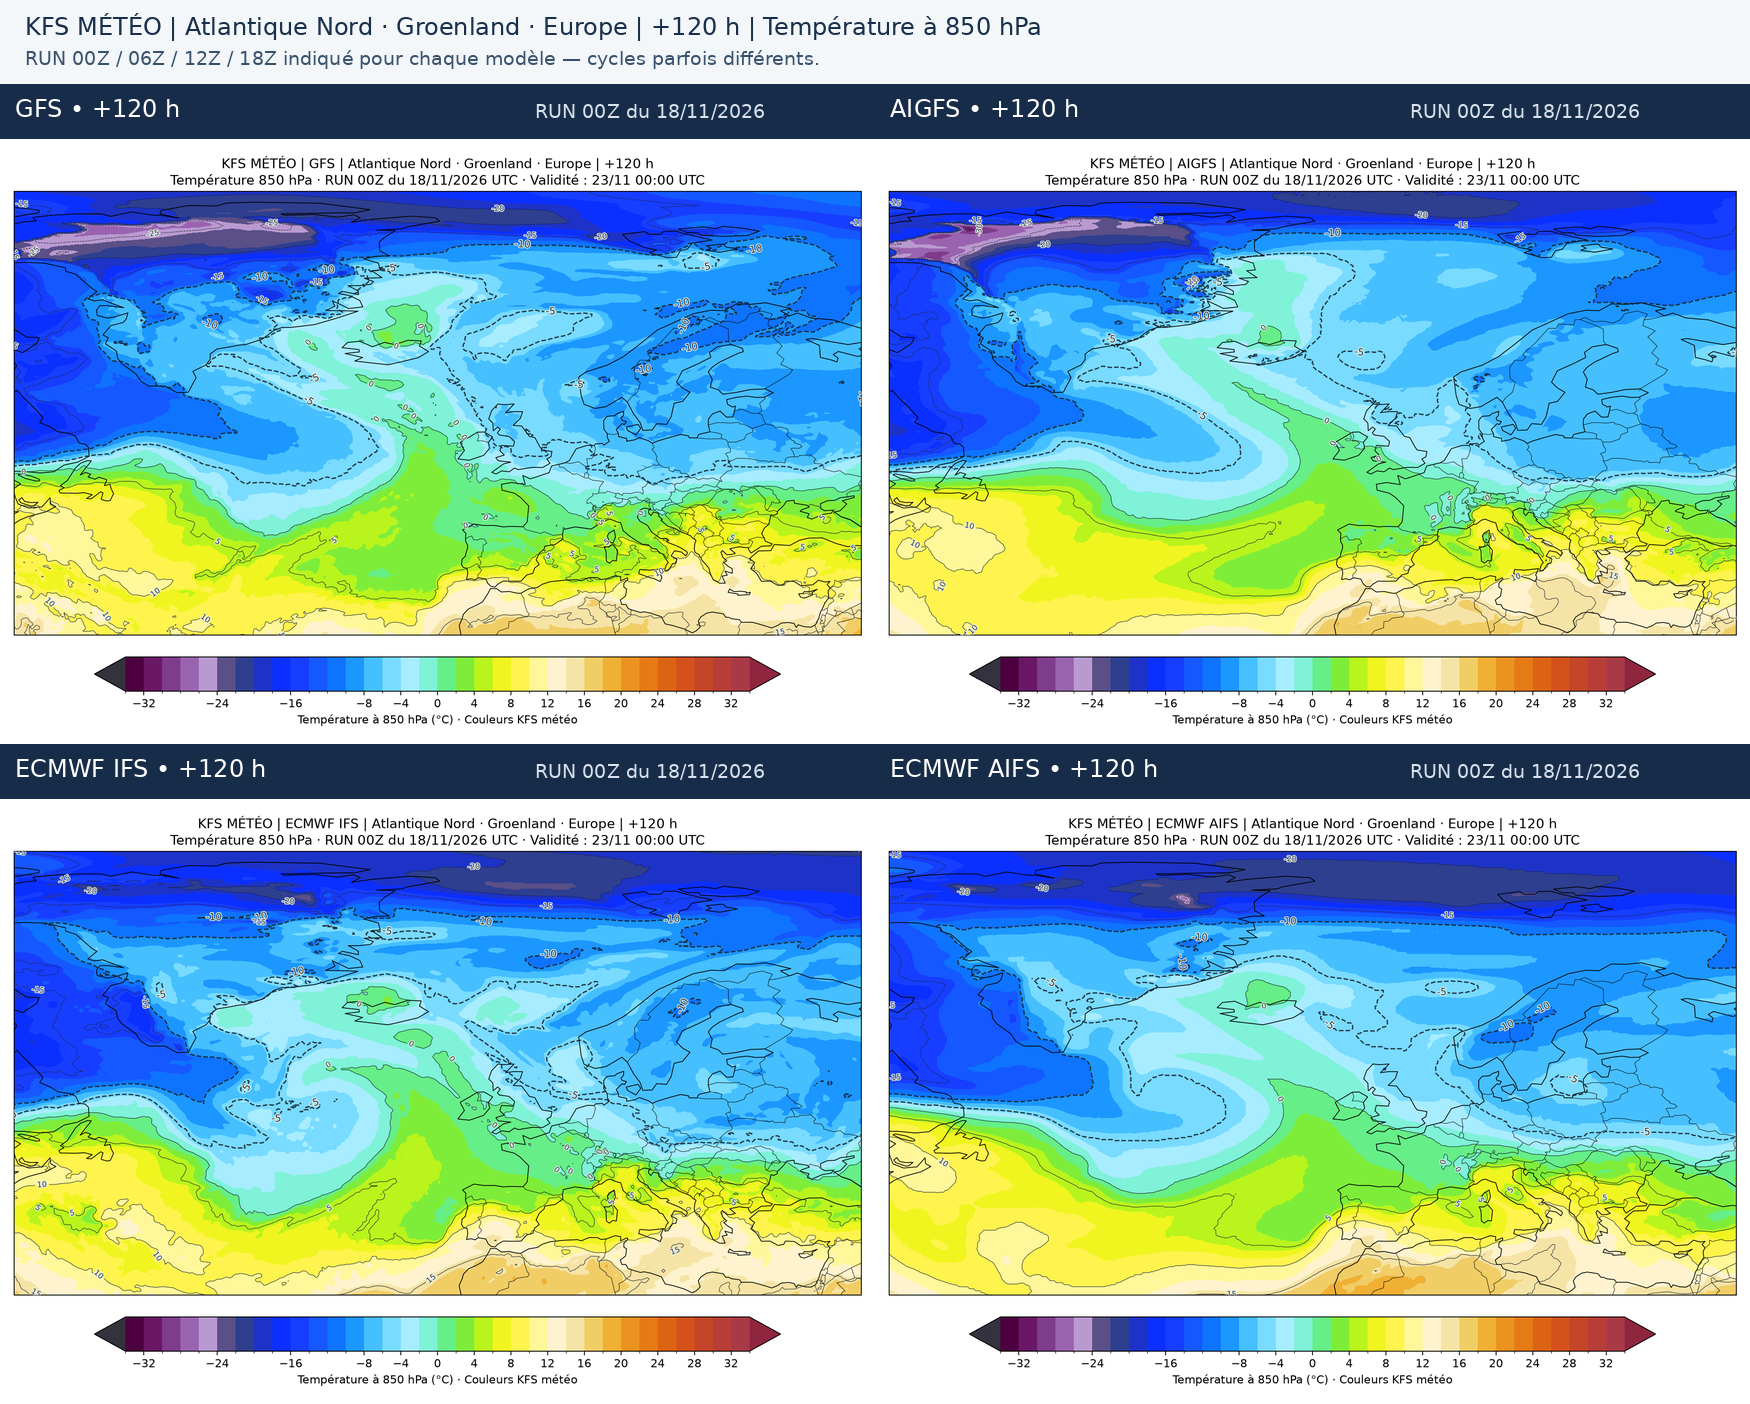 KFS MÉTÉO | Atlantique Nord · Groenland · Europe | +120 h | Température à 850 hPa
RUN 00Z / 06Z / 12Z / 18Z indiqué pour chaque modèle — cycles parfois différents.
GFS • +120 h
RUN 00Z du 18/11/2026
AIGFS • +120 h
RUN 00Z du 18/11/2026
KFS MÉTÉO | GFS | Atlantique Nord · Groenland · Europe | +120 h
Température 850 hPa · RUN 00Z du 18/11/2026 UTC · Validité : 23/11 00:00 UTC
KFS MÉTÉO | AIGFS | Atlantique Nord · Groenland · Europe | +120 h
Température 850 hPa · RUN 00Z du 18/11/2026 UTC · Validité : 23/11 00:00 UTC
−32 −24 −16 −8 −4 0 4 8 12 16 20 24 28 32
Température à 850 hPa (°C) · Couleurs KFS météo
−32 −24 −16 −8 −4 0 4 8 12 16 20 24 28 32
Température à 850 hPa (°C) · Couleurs KFS météo
ECMWF IFS • +120 h
RUN 00Z du 18/11/2026
ECMWF AIFS • +120 h
RUN 00Z du 18/11/2026
KFS MÉTÉO | ECMWF IFS | Atlantique Nord · Groenland · Europe | +120 h
Température 850 hPa · RUN 00Z du 18/11/2026 UTC · Validité : 23/11 00:00 UTC
KFS MÉTÉO | ECMWF AIFS | Atlantique Nord · Groenland · Europe | +120 h
Température 850 hPa · RUN 00Z du 18/11/2026 UTC · Validité : 23/11 00:00 UTC
−32 −24 −16 −8 −4 0 4 8 12 16 20 24 28 32
Température à 850 hPa (°C) · Couleurs KFS météo
−32 −24 −16 −8 −4 0 4 8 12 16 20 24 28 32
Température à 850 hPa (°C) · Couleurs KFS météo